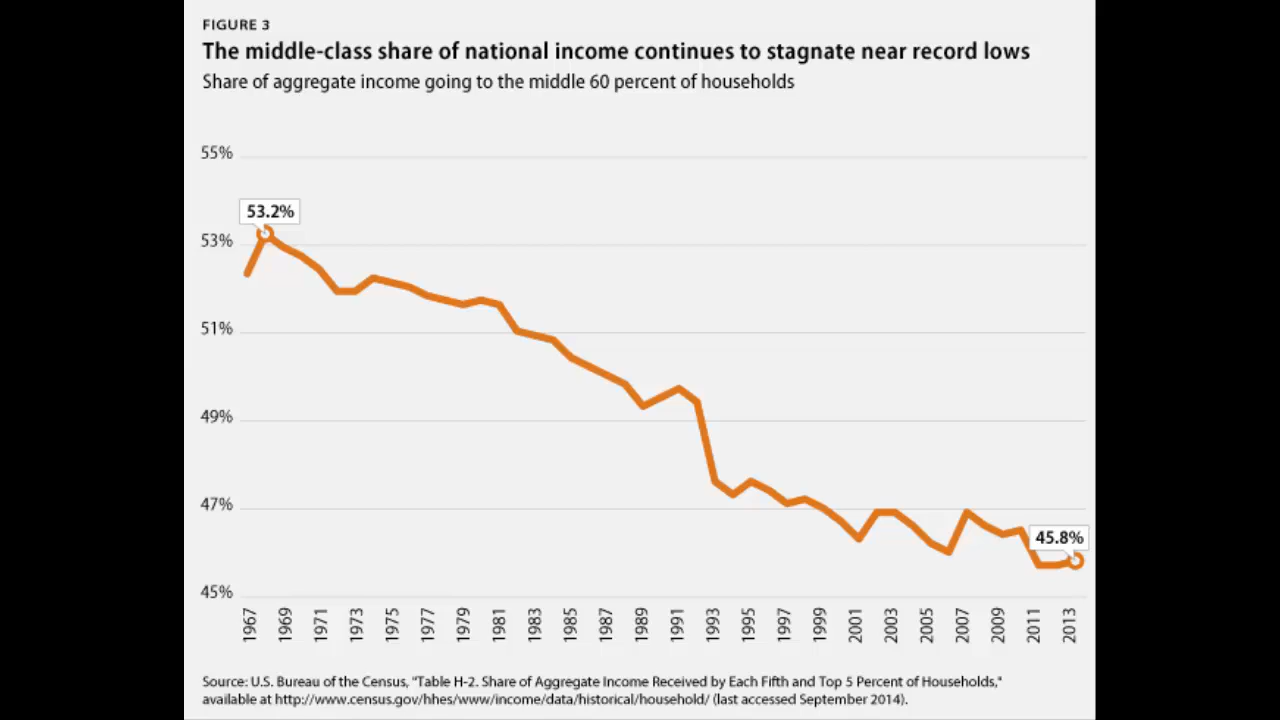 FIGURE 3
The middle-class share of national income continues to stagnate near record lows
Share of aggregate income going to the middle 60 percent of households
55%
53.2%
53%
51%
49%
47%
45.8%
45%
1967 1969 1971 1973 1975 1977 1979 1981 1983 1985 1987 1989 1991 1993 1995 1997 1999 2001 2003 2005 2007 2009 2011 2013
Source: U.S. Bureau of the Census, "Table H-2. Share of Aggregate Income Received by Each Fifth and Top 5 Percent of Households,"
available at http://www.census.gov/hhes/www/income/data/historical/household/ (last accessed September 2014).